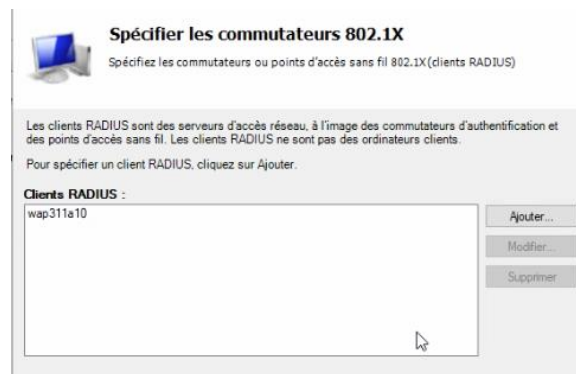 Spécifier les commutateurs 802.1X
Spécifiez les commutateurs ou points d'accès sans fil 802.1X(clients RADIUS)
Les clients RADIUS sont des serveurs d'accès réseau, à l'image des commutateurs d'authentification et
des points d'accès sans fil. Les clients RADIUS ne sont pas des ordinateurs clients.
Pour spécifier un client RADIUS, cliquez sur Ajouter.
Clients RADIUS :
wap311a10
Ajouter...
Modifier...
Supprimer